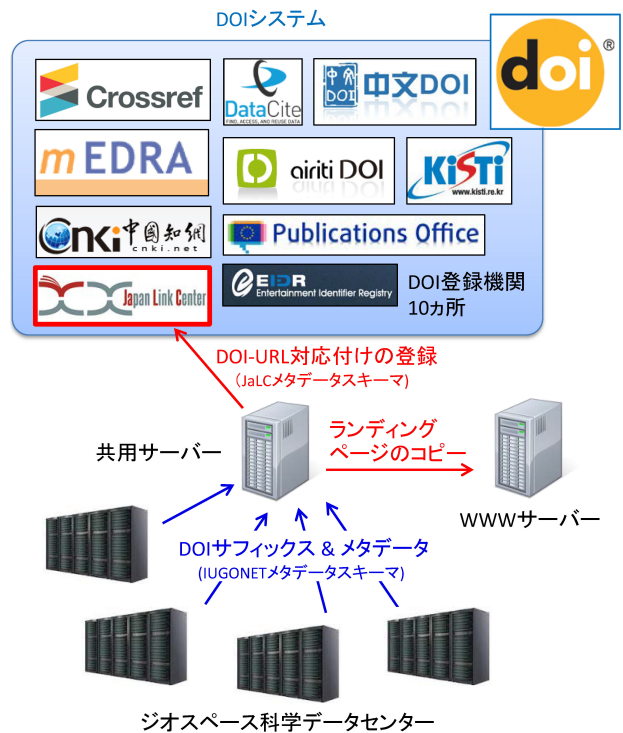 DOIシステム
doi®
Crossref
DataCite
FIND, ACCESS, AND REUSE DATA
中文
DOI
中文DOI
mEDRA
airiti DOI
KiSTi
www.kisti.re.kr
Cnki中国知網
cnki.net
Publications Office
Japan Link Center
EIDR
Entertainment Identifier Registry
DOI登録機関
10ヵ所
DOI-URL対応付けの登録
(JaLCメタデータスキーマ)
共用サーバー
ランディング
ページのコピー
WWWサーバー
DOIサフィックス & メタデータ
(IUGONETメタデータスキーマ)
ジオスペース科学データセンター